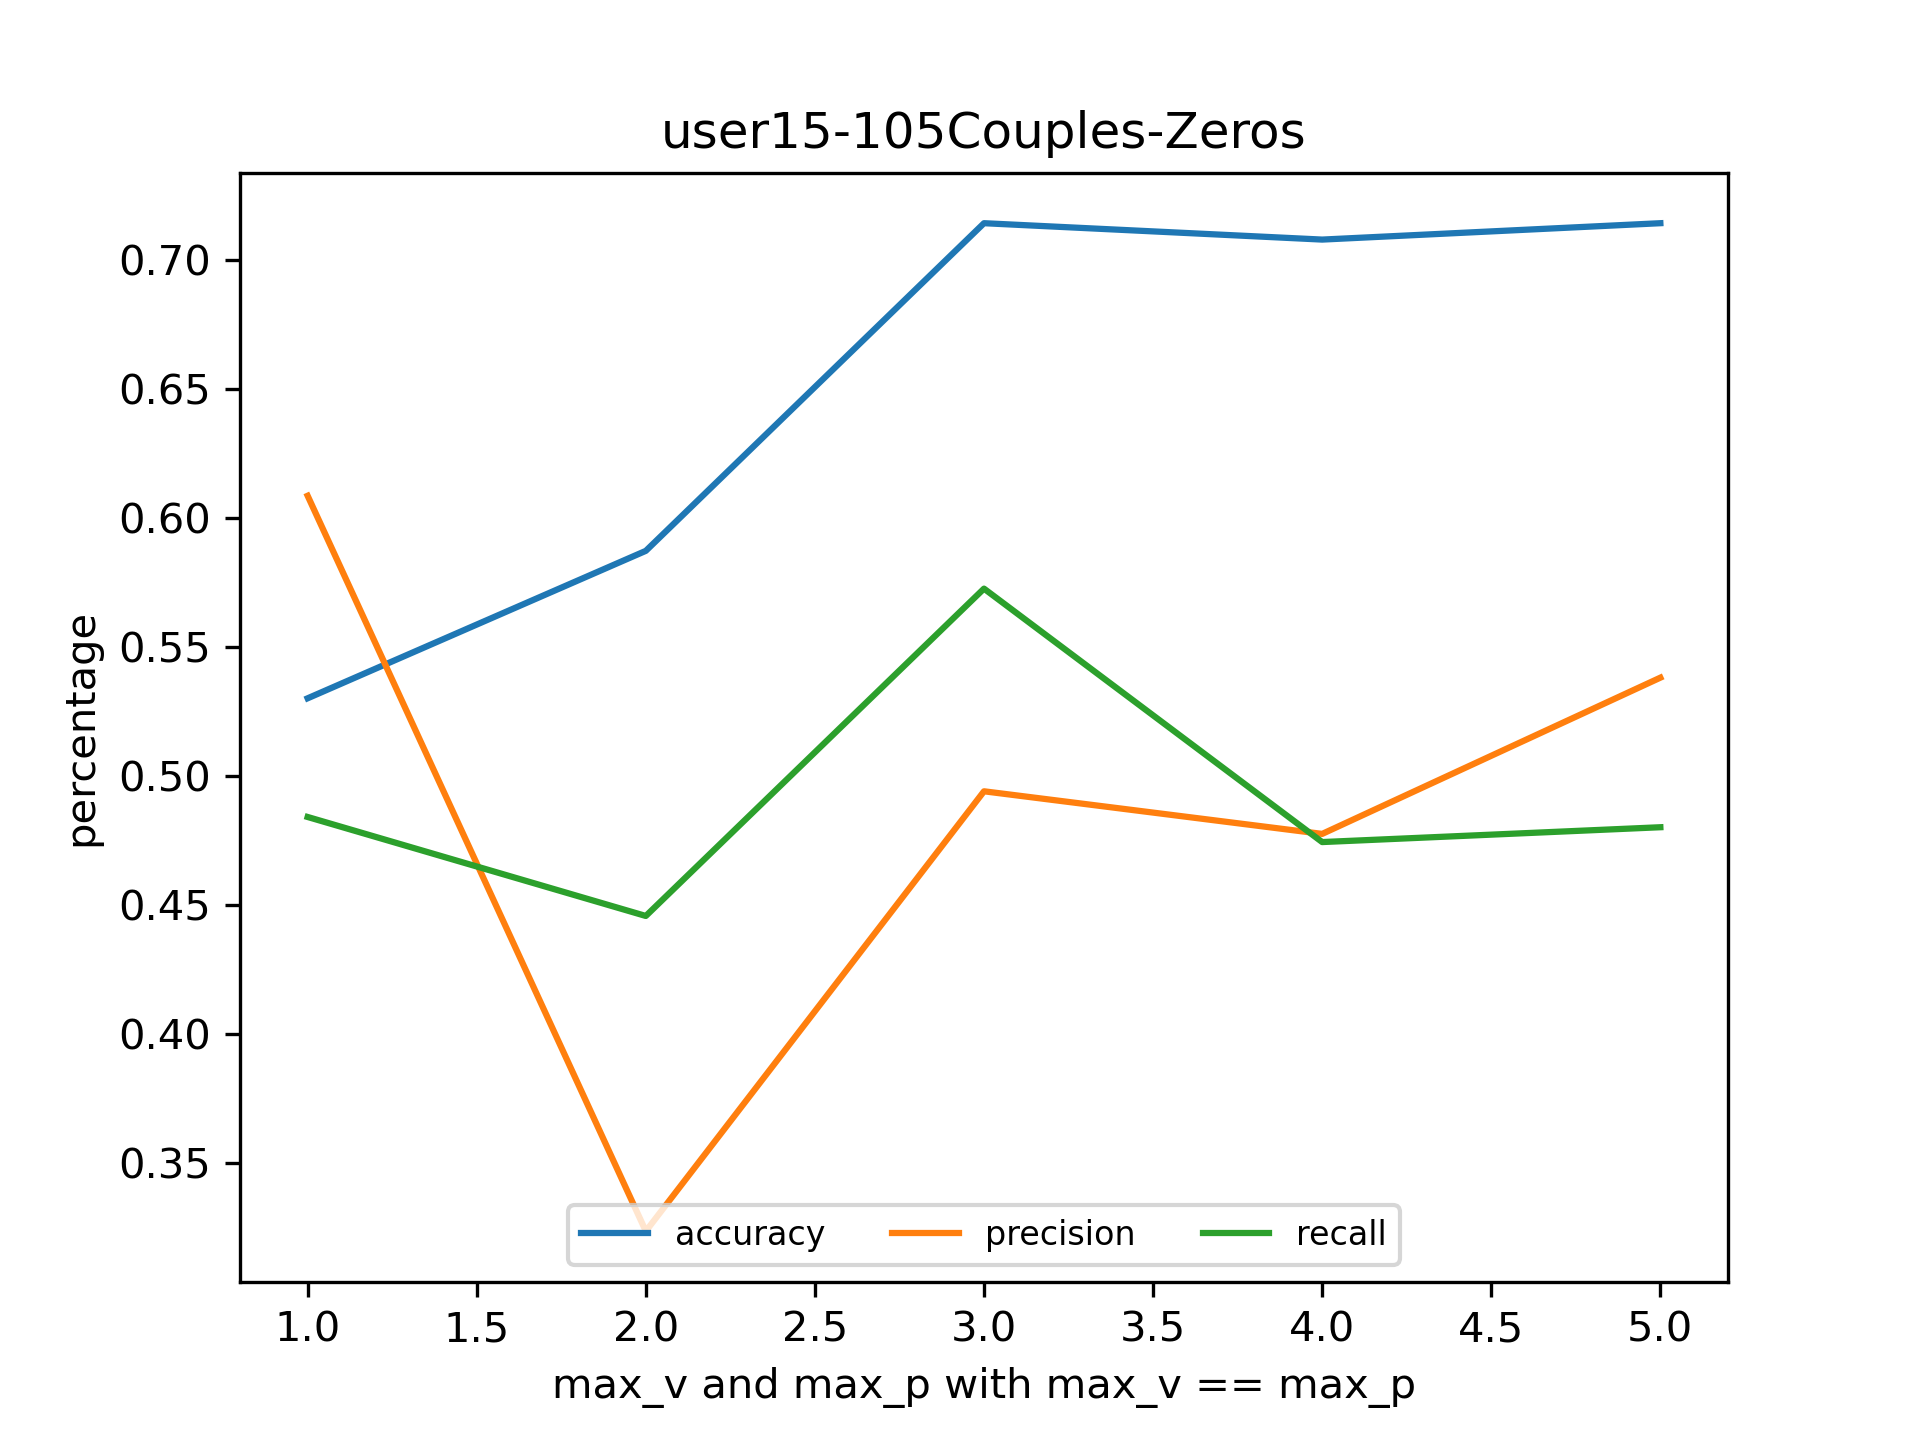 user15-105Couples-Zeros
percentage
0.70
0.65
0.60
0.55
0.50
0.45
0.40
0.35
accuracy precision recall
1.0 1.5 2.0 2.5 3.0 3.5 4.0 4.5 5.0
max_v and max_p with max_v == max_p